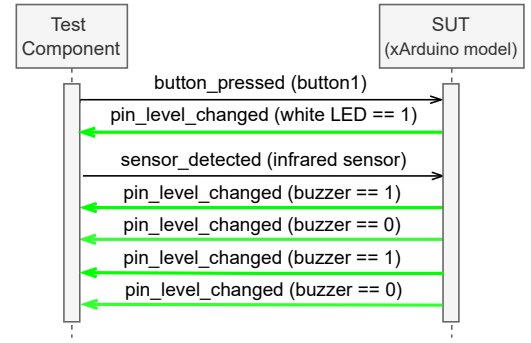 Test
Component
SUT
(xArduino model)
button_pressed (button1)
pin_level_changed (white LED == 1)
sensor_detected (infrared sensor)
pin_level_changed (buzzer == 1)
pin_level_changed (buzzer == 0)
pin_level_changed (buzzer == 1)
pin_level_changed (buzzer == 0)